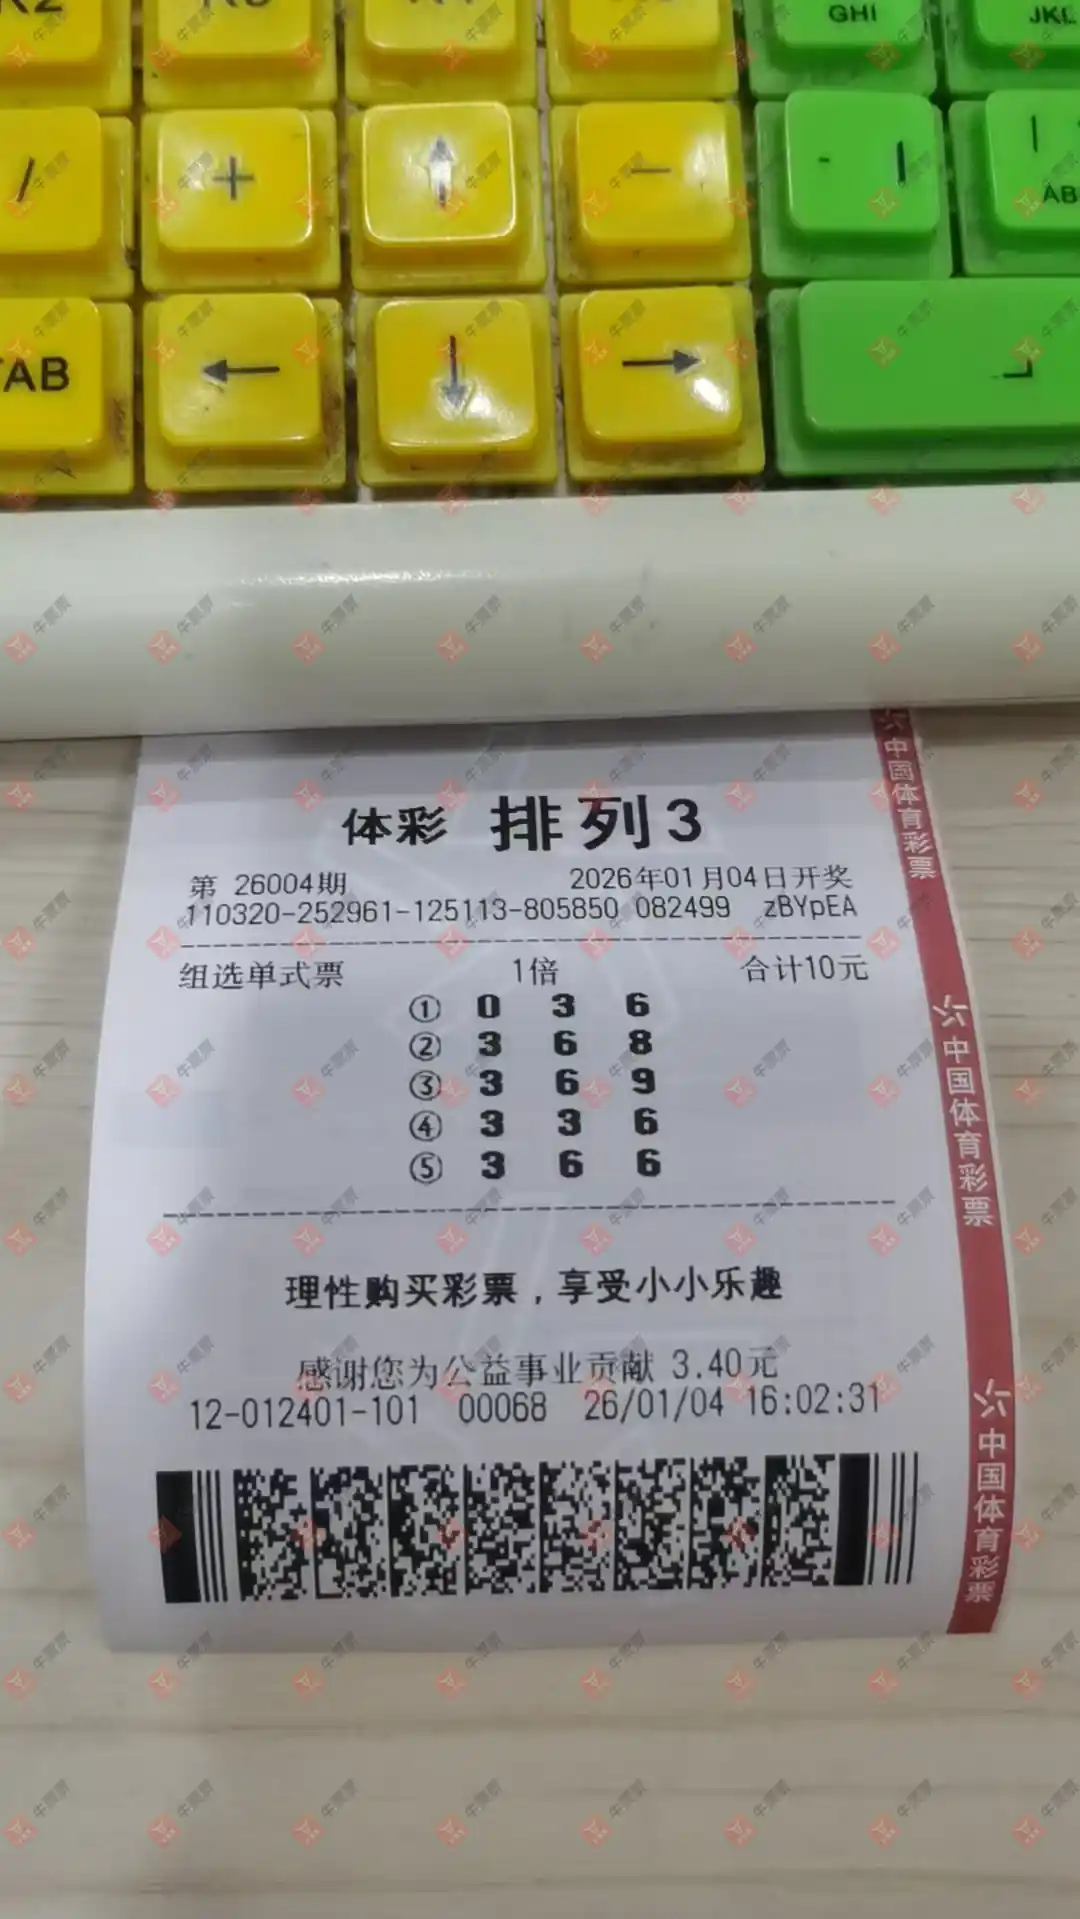 GHI
JKL
/
+
↑
—
TAB
←
↓
→
体彩 排列3
第 26004期 2026年01月04日开奖
110320-252961-125113-805850 082499 zBYpEA
组选单式票 1倍 合计10元
① 0 3 6
② 3 6 8
③ 3 6 9
④ 3 3 6
⑤ 3 6 6
理性购买彩票，享受小小乐趣
感谢您为公益事业贡献 3.40元
12-012401-101 00068 26/01/04 16:02:31
中国体育彩票
中国体育彩票
中国体育彩票